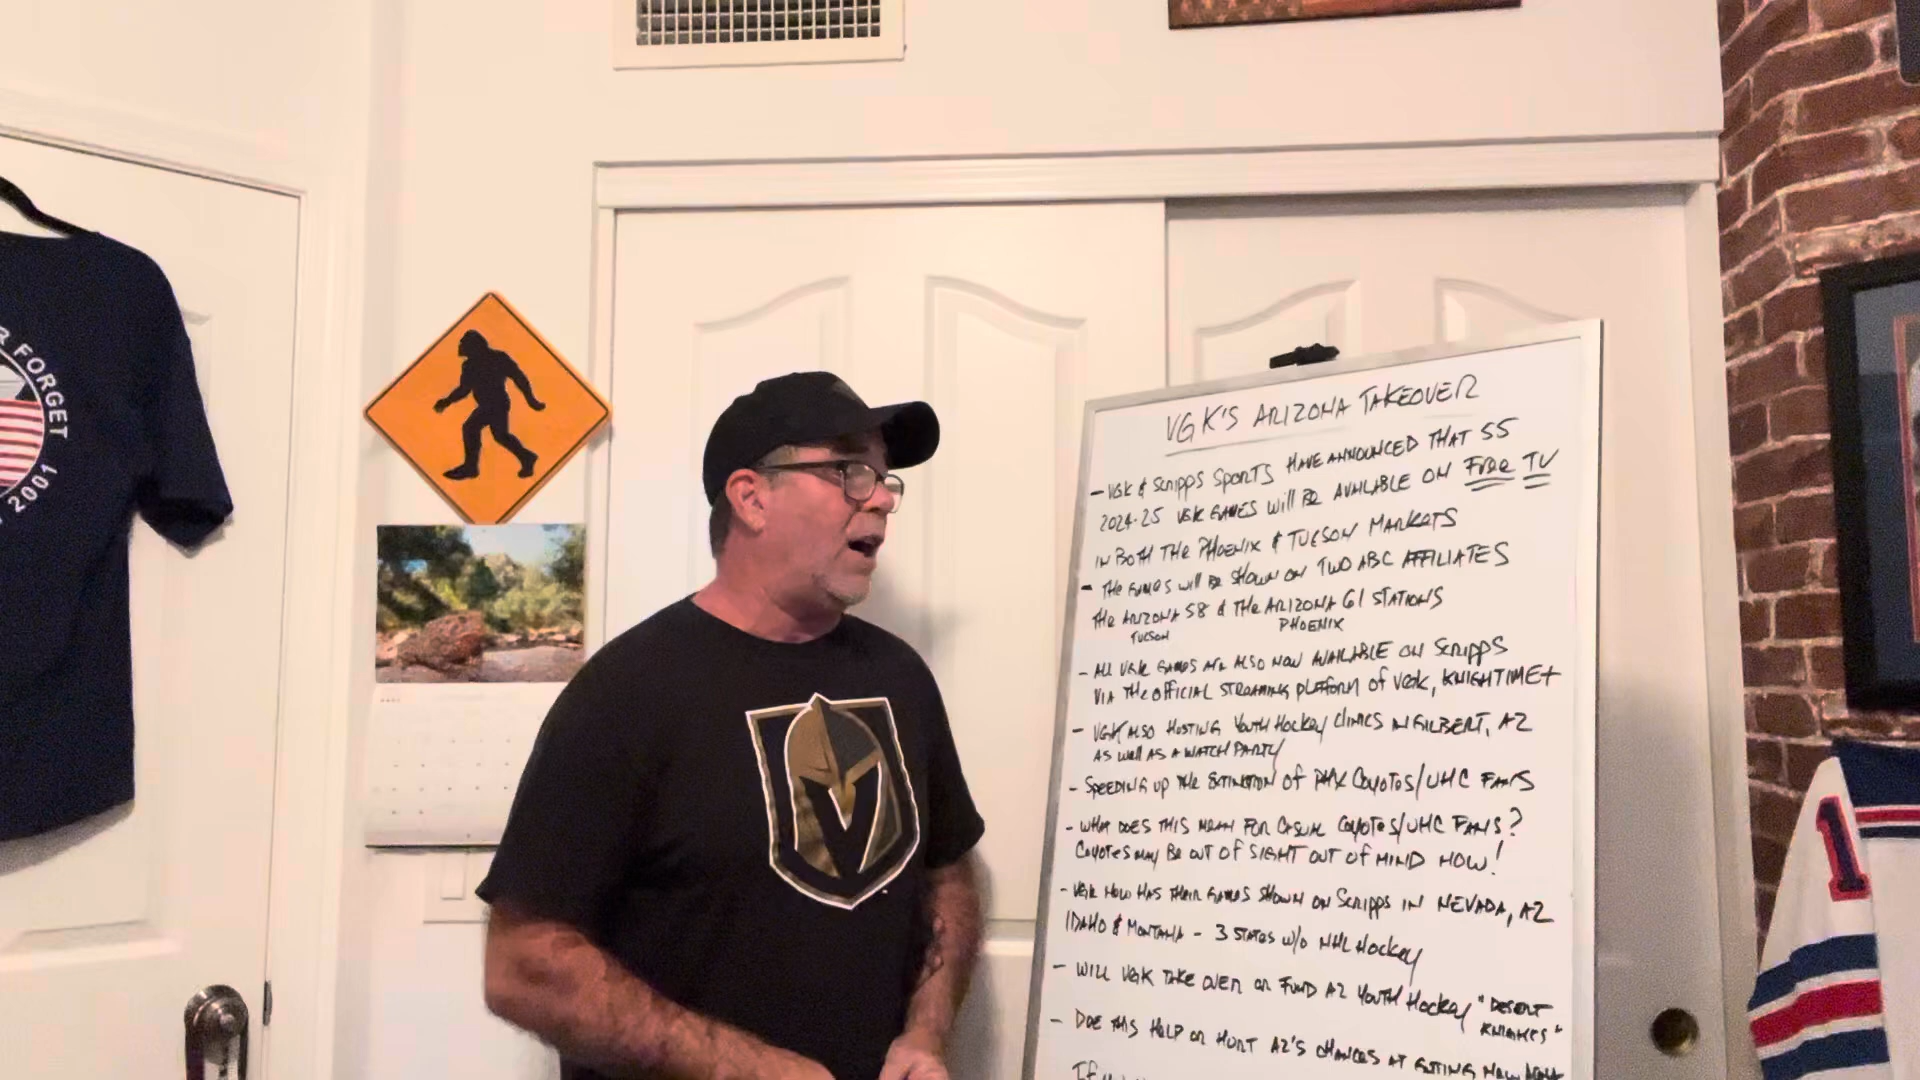 R FORGET
2001
VGK'S ARIZONA TAKEOVER
- VGK & SCRIPPS SPORTS HAVE ANNOUNCED THAT 55
2024-25 VGK GAMES WILL BE AVAILABLE ON FREE TV
IN BOTH THE PHOENIX & TUCSON MARKETS
- THE GAMES WILL BE SHOWN ON TWO ABC AFFILIATES
THE ARIZONA 58 & THE ARIZONA 61 STATIONS
TUCSON PHOENIX
- ALL VGK GAMES ARE ALSO NOW AVAILABLE ON SCRIPPS
VIA THE OFFICIAL STREAMING PLATFORM OF VGK, KNIGHTIME+
- VGK ALSO HOSTING YOUTH HOCKEY CLINICS IN GILBERT, AZ
AS WELL AS A WATCH PARTY
- SPEEDING UP THE EXTINCTION OF PHX COYOTES/UHC FANS
- WHAT DOES THIS MEAN FOR CASUAL COYOTES/UHC FANS?
COYOTES MAY BE OUT OF SIGHT OUT OF MIND NOW!
- VGK NOW HAS THEIR GAMES SHOWN ON SCRIPPS IN NEVADA, AZ
IDAHO & MONTANA - 3 STATES W/O NHL HOCKEY
- WILL VGK TAKE OVER OR FUND AZ YOUTH HOCKEY "DESERT
KNIGHTS"
- DOE THIS HELP OR HURT AZ'S CHANCES AT GETTING NEW ARENA
If
1